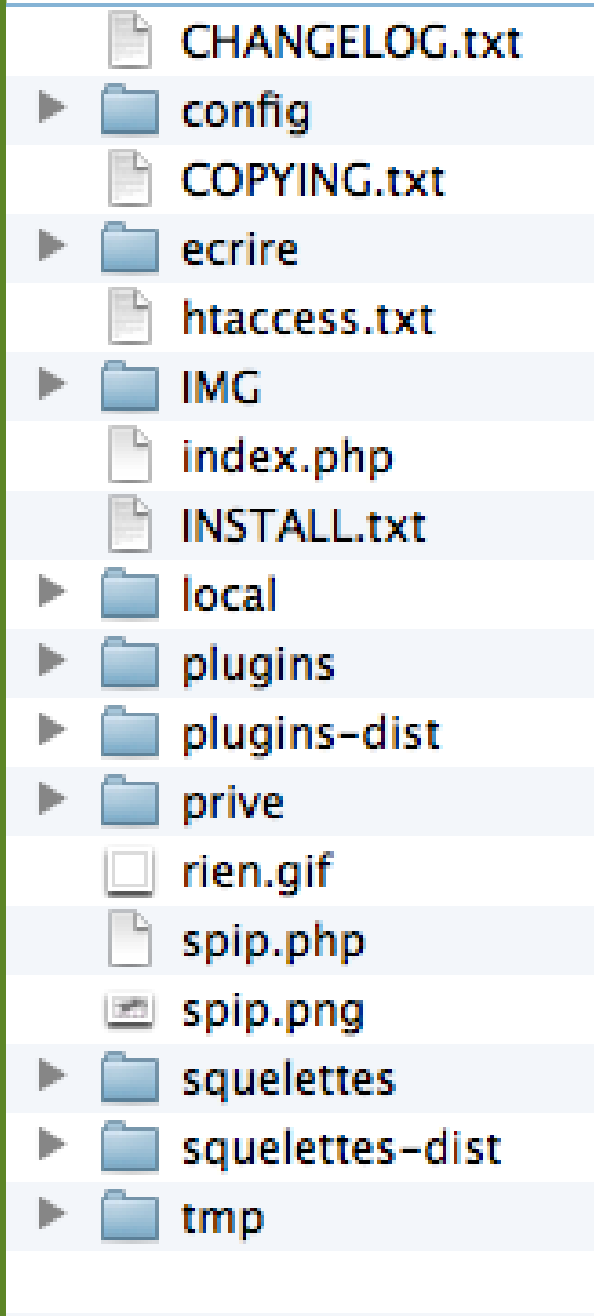 CHANGELOG.txt
config
COPYING.txt
ecrire
htaccess.txt
IMG
index.php
INSTALL.txt
local
plugins
plugins-dist
prive
rien.gif
spip.php
spip.png
squelettes
squelettes-dist
tmp